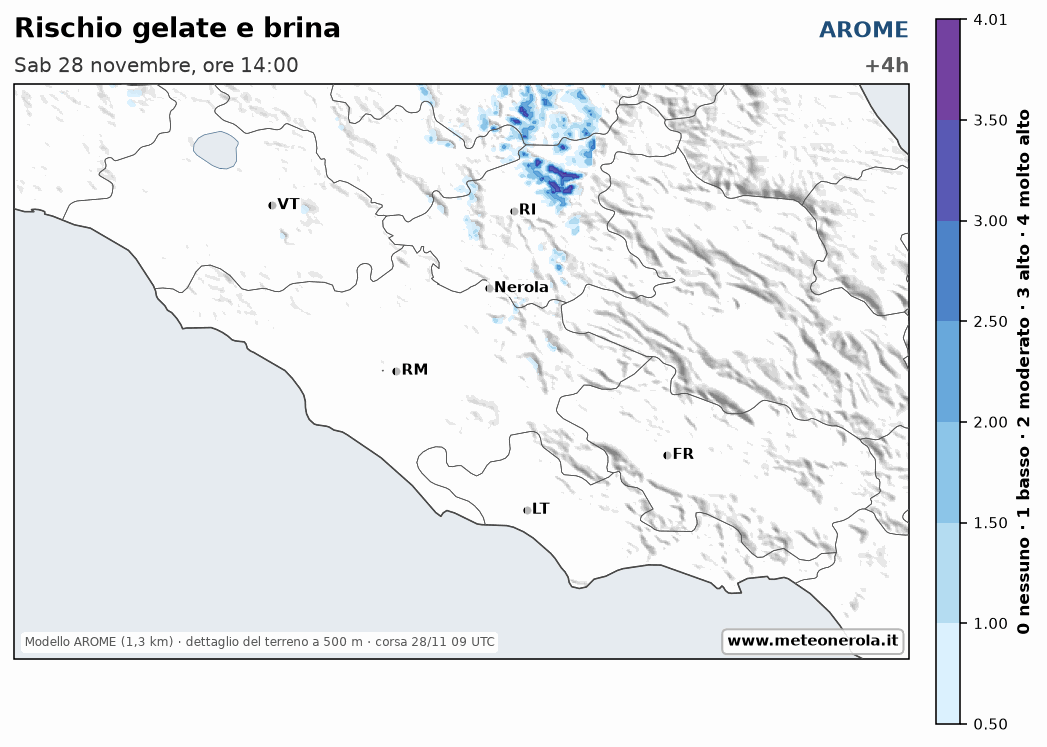 Rischio gelate e brina
AROME
Sab 28 novembre, ore 14:00
+4h
VT
RI
Nerola
RM
FR
LT
Modello AROME (1,3 km) · dettaglio del terreno a 500 m · corsa 28/11 09 UTC
www.meteonerola.it
4.01
3.50
3.00
2.50
2.00
1.50
1.00
0.50
0 nessuno · 1 basso · 2 moderato · 3 alto · 4 molto alto